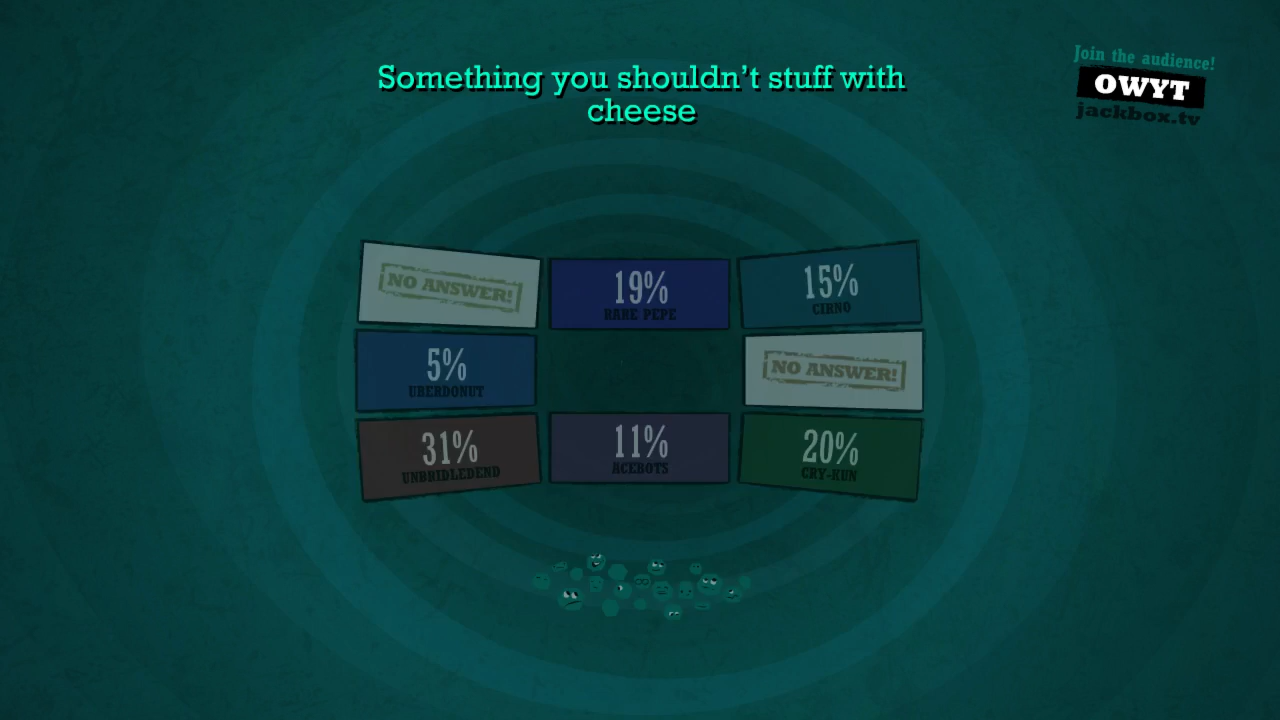 Something you shouldn't stuff with
cheese
Join the audience!
OWYT
jackbox.tv
NO ANSWER!
19%
RARE PEPE
15%
CIRNO
5%
UBERDONUT
NO ANSWER!
31%
UNBRIDLEDEND
11%
ACEBOTS
20%
CRY-KUN